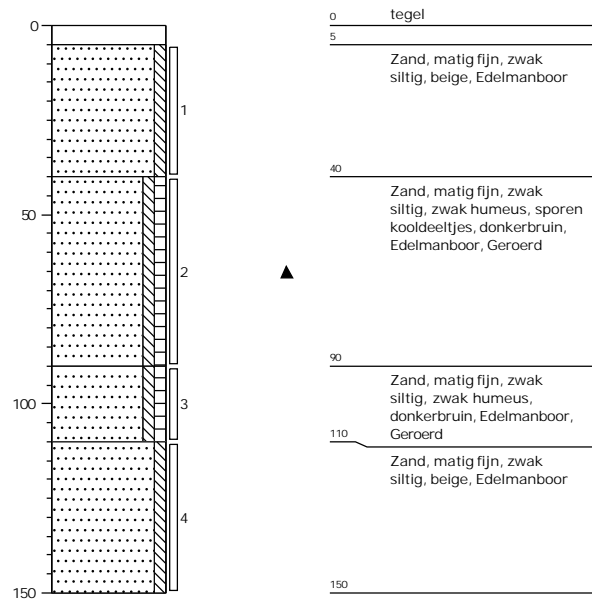 0
50
100
150
1
2
3
4
0
tegel
5
Zand, matig fijn, zwak
siltig, beige, Edelmanboor
40
Zand, matig fijn, zwak
siltig, zwak humeus, sporen
kooldeeltjes, donkerbruin,
Edelmanboor, Geroerd
90
Zand, matig fijn, zwak
siltig, zwak humeus,
donkerbruin, Edelmanboor,
Geroerd
110
Zand, matig fijn, zwak
siltig, beige, Edelmanboor
150